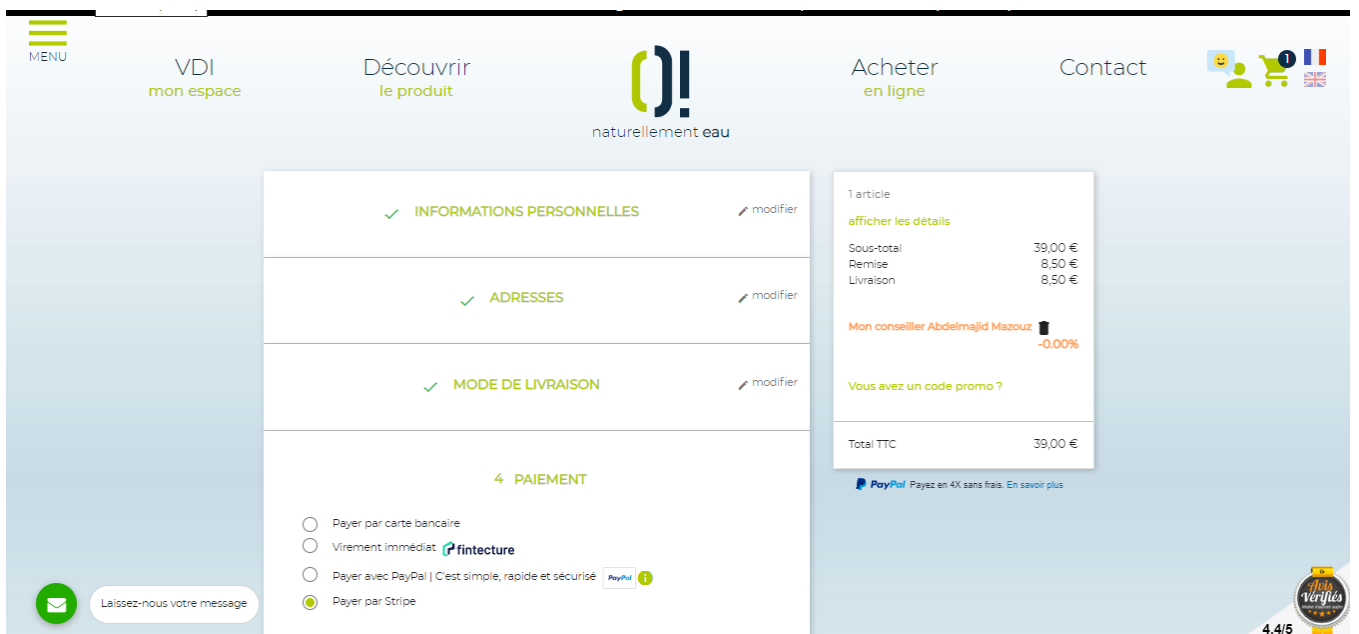 MENU
VDI
mon espace
Découvrir
le produit
O!
naturellement eau
Acheter
en ligne
Contact
1
INFORMATIONS PERSONNELLES
modifier
ADRESSES
modifier
MODE DE LIVRAISON
modifier
4 PAIEMENT
Payer par carte bancaire
Virement immédiat fintecture
Payer avec PayPal | C'est simple, rapide et sécurisé PayPal i
Payer par Stripe
1 article
afficher les détails
Sous-total 39,00 €
Remise 8,50 €
Livraison 8,50 €
Mon conseiller Abdelmajid Mazouz
-0.00%
Vous avez un code promo ?
Total TTC 39,00 €
PayPal Payez en 4X sans frais. En savoir plus
Laissez-nous votre message
Avis
Vérifiés
4.4/5